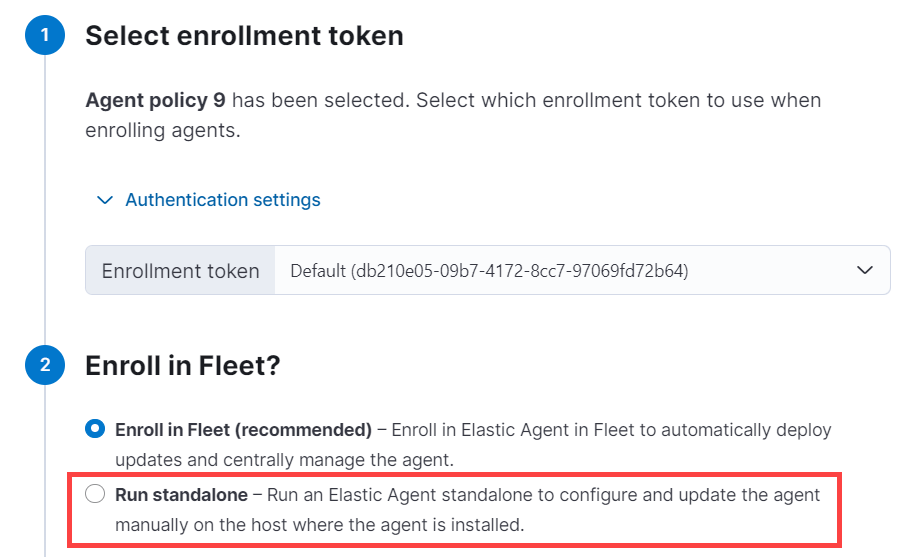 1
Select enrollment token
Agent policy 9 has been selected. Select which enrollment token to use when
enrolling agents.
Authentication settings
Enrollment token Default (db210e05-09b7-4172-8cc7-97069fd72b64)
2
Enroll in Fleet?
Enroll in Fleet (recommended) – Enroll in Elastic Agent in Fleet to automatically deploy
updates and centrally manage the agent.
Run standalone – Run an Elastic Agent standalone to configure and update the agent
manually on the host where the agent is installed.